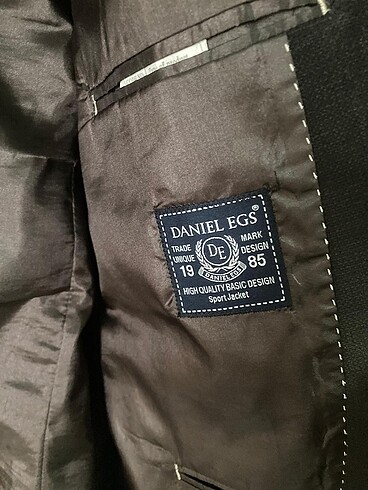 DANIEL EGS®
TRADE MARK
UNIQUE DESIGN
DE
19 85
DANIEL EGS
HIGH QUALITY BASIC DESIGN
Sport Jacket